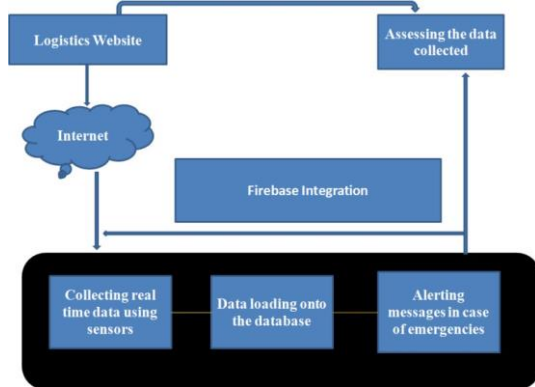 Logistics Website
Assessing the data
collected
Internet
Firebase Integration
Collecting real
time data using
sensors
Data loading onto
the database
Alerting
messages in case
of emergencies